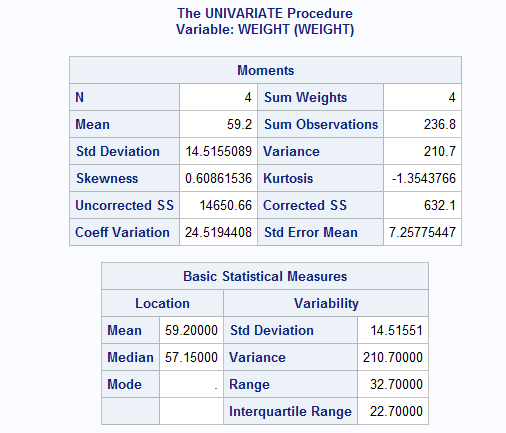 The UNIVARIATE Procedure
Variable: WEIGHT (WEIGHT)
Moments
N 4 Sum Weights 4
Mean 59.2 Sum Observations 236.8
Std Deviation 14.5155089 Variance 210.7
Skewness 0.60861536 Kurtosis -1.3543766
Uncorrected SS 14650.66 Corrected SS 632.1
Coeff Variation 24.5194408 Std Error Mean 7.25775447
Basic Statistical Measures
Location Variability
Mean 59.20000 Std Deviation 14.51551
Median 57.15000 Variance 210.70000
Mode . Range 32.70000
Interquartile Range 22.70000